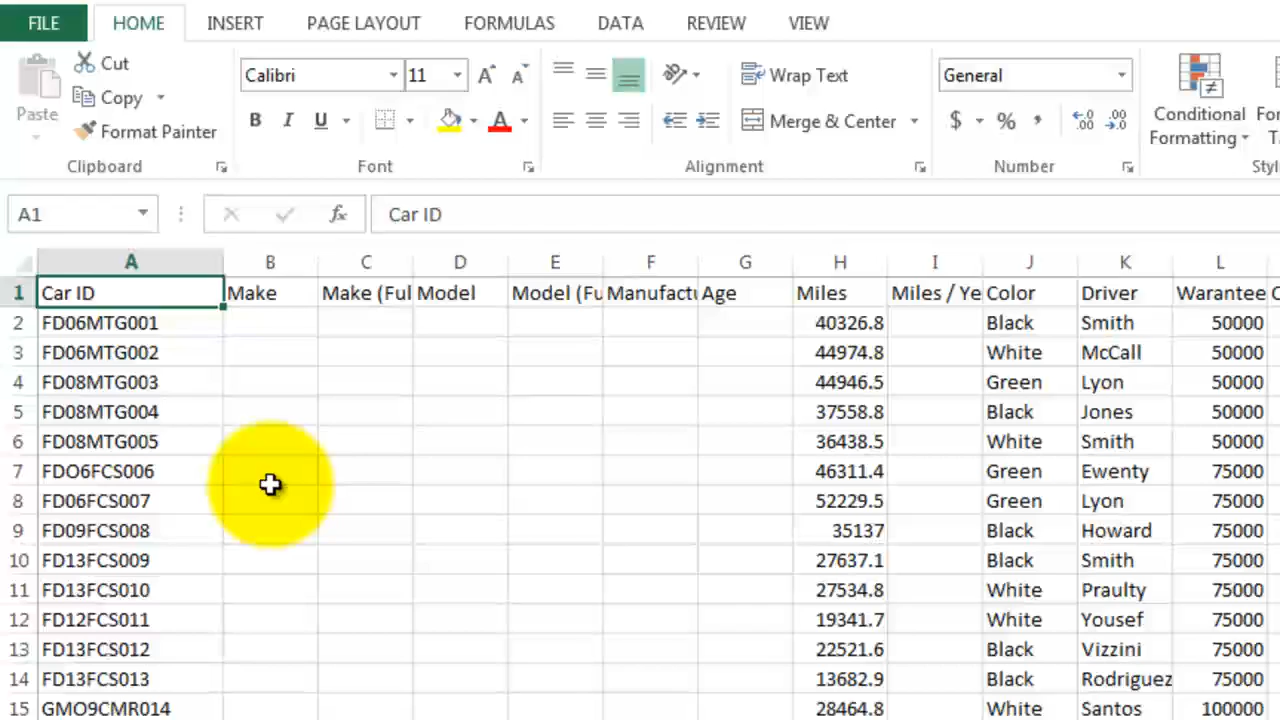 FILE HOME INSERT PAGE LAYOUT FORMULAS DATA REVIEW VIEW
Cut
Copy
Paste
Format Painter
Clipboard
Calibri 11 A A
B I U A
Font
Wrap Text
Merge & Center
Alignment
General
$ % , .00 .0 .00
Number
Conditional
Formatting
A1 fx Car ID
A B C D E F G H I J K L
1 Car ID Make Make (Ful Model Model (Fu Manufactu Age Miles Miles / Ye Color Driver Warantee
2 FD06MTG001 40326.8 Black Smith 50000
3 FD06MTG002 44974.8 White McCall 50000
4 FD08MTG003 44946.5 Green Lyon 50000
5 FD08MTG004 37558.8 Black Jones 50000
6 FD08MTG005 36438.5 White Smith 50000
7 FDO6FCS006 46311.4 Green Ewenty 75000
8 FD06FCS007 52229.5 Green Lyon 75000
9 FD09FCS008 35137 Black Howard 75000
10 FD13FCS009 27637.1 Black Smith 75000
11 FD13FCS010 27534.8 White Praulty 75000
12 FD12FCS011 19341.7 White Yousef 75000
13 FD13FCS012 22521.6 Black Vizzini 75000
14 FD13FCS013 13682.9 Black Rodriguez 75000
15 GMO9CMR014 28464.8 White Santos 100000